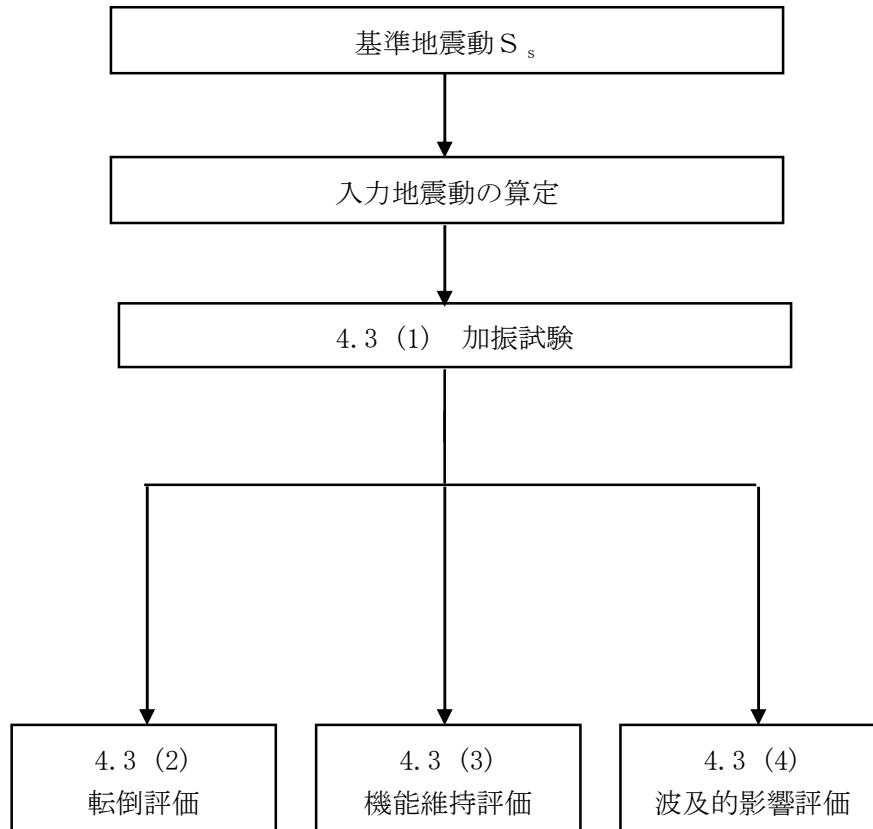 基準地震動Ｓｓ
入力地震動の算定
4.3 (1) 加振試験
4.3 (2)
転倒評価
4.3 (3)
機能維持評価
4.3 (4)
波及的影響評価